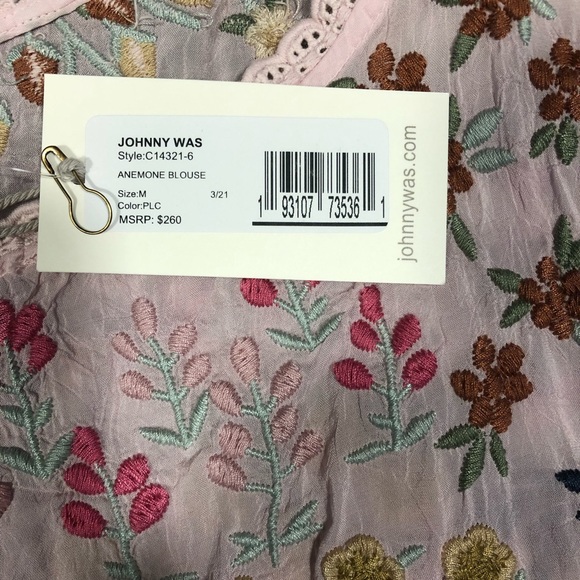 JOHNNY WAS
Style:C14321-6
ANEMONE BLOUSE
Size:M 3/21
Color:PLC
MSRP: $260
1 93107 73536 1
johnnywas.com